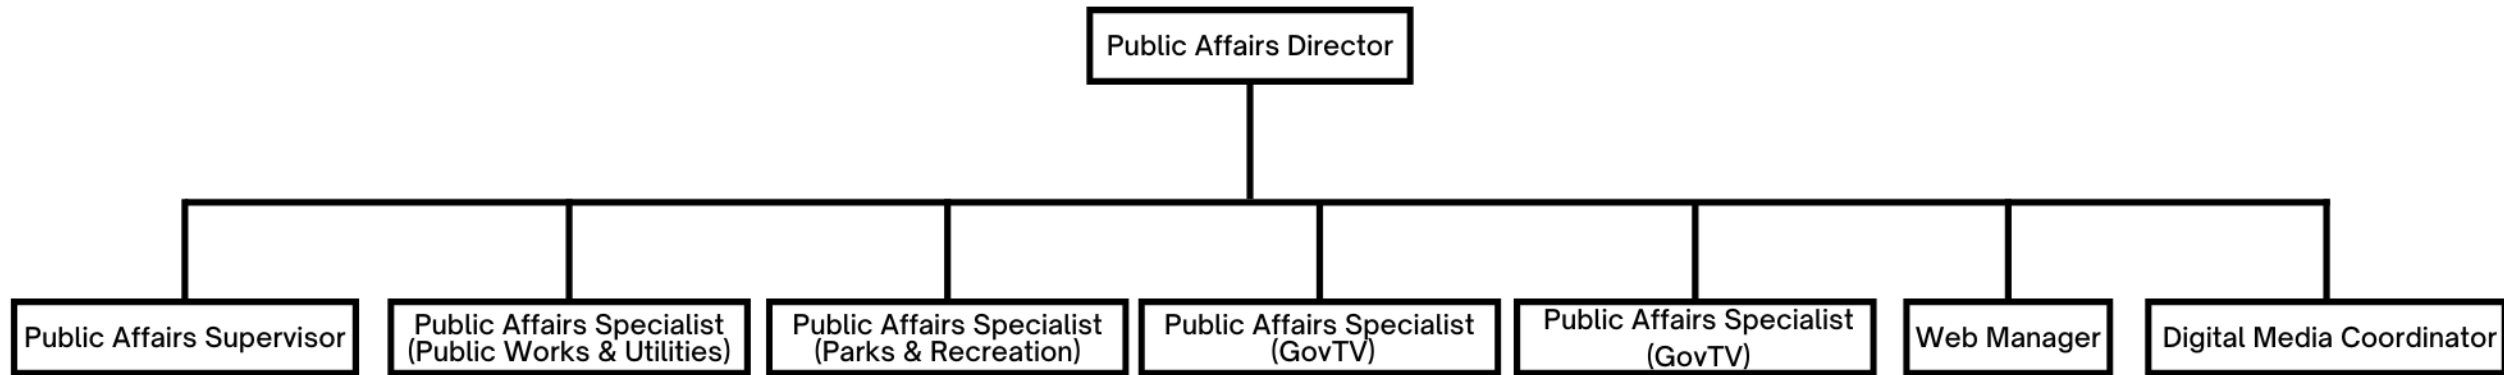 Public Affairs Director
Public Affairs Supervisor
Public Affairs Specialist
(Public Works & Utilities)
Public Affairs Specialist
(Parks & Recreation)
Public Affairs Specialist
(GovTV)
Public Affairs Specialist
(GovTV)
Web Manager
Digital Media Coordinator